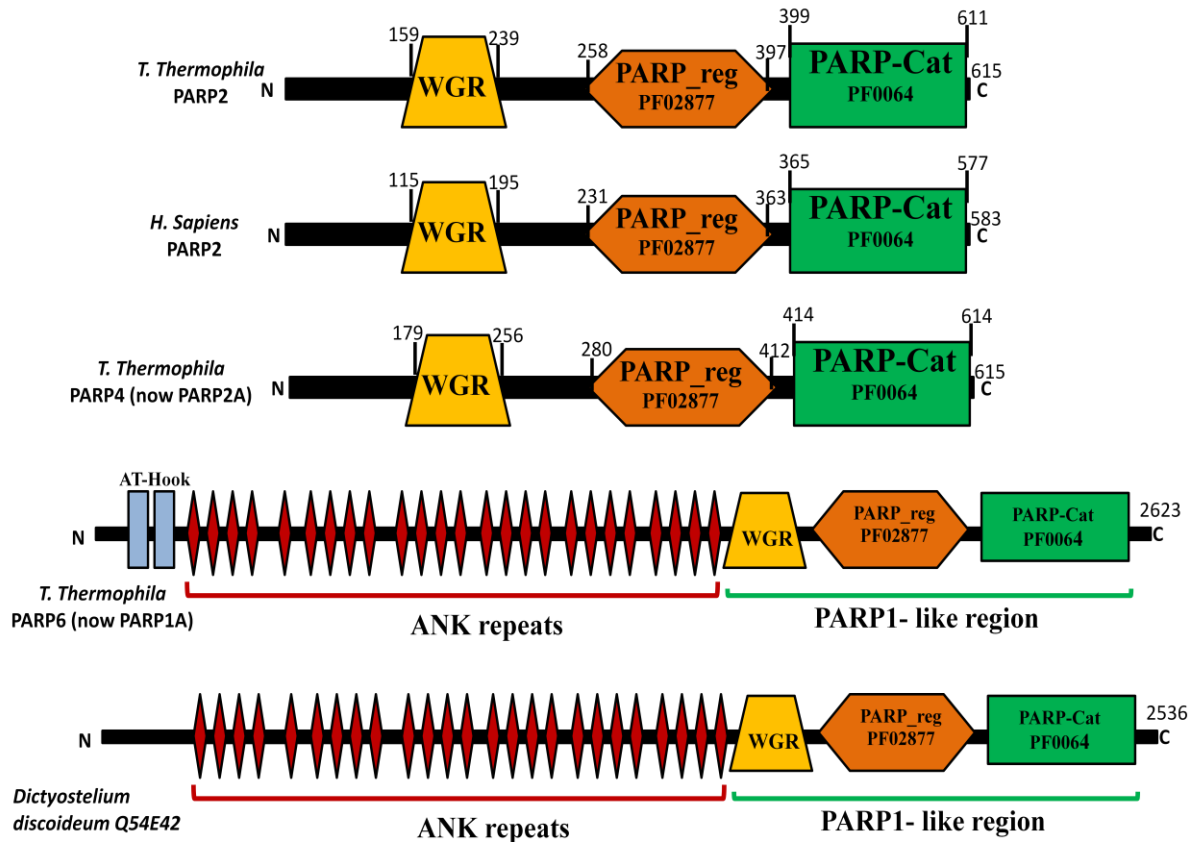 159 239 258 397 399 611
T. Thermophila
PARP2
N WGR PARP_reg PARP-Cat 615 C
PF02877 PF0064
115 195 231 363 365 577
H. Sapiens
PARP2
N WGR PARP_reg PARP-Cat 583 C
PF02877 PF0064
179 256 280 412 414 614
T. Thermophila
PARP4 (now PARP2A)
N WGR PARP_reg PARP-Cat 615 C
PF02877 PF0064
AT-Hook
N WGR PARP_reg PARP-Cat 2623 C
PF02877 PF0064
T. Thermophila
PARP6 (now PARP1A)
ANK repeats PARP1- like region
N WGR PARP_reg PARP-Cat 2536 C
PF02877 PF0064
Dictyostelium
discoideum Q54E42
ANK repeats PARP1- like region